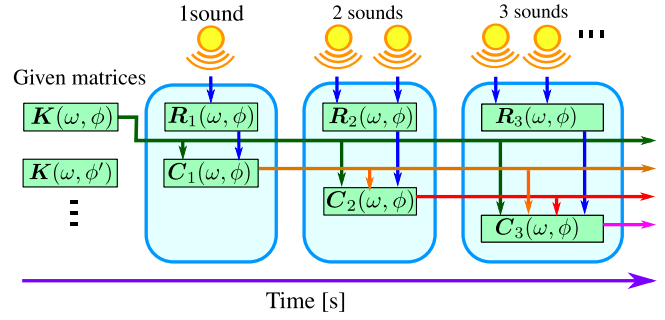 1sound 2 sounds 3 sounds
Given matrices
K(ω, ϕ) R₁(ω, ϕ) R₂(ω, ϕ) R₃(ω, ϕ)
K(ω, ϕ′) C₁(ω, ϕ)
C₂(ω, ϕ)
C₃(ω, ϕ)
Time [s]